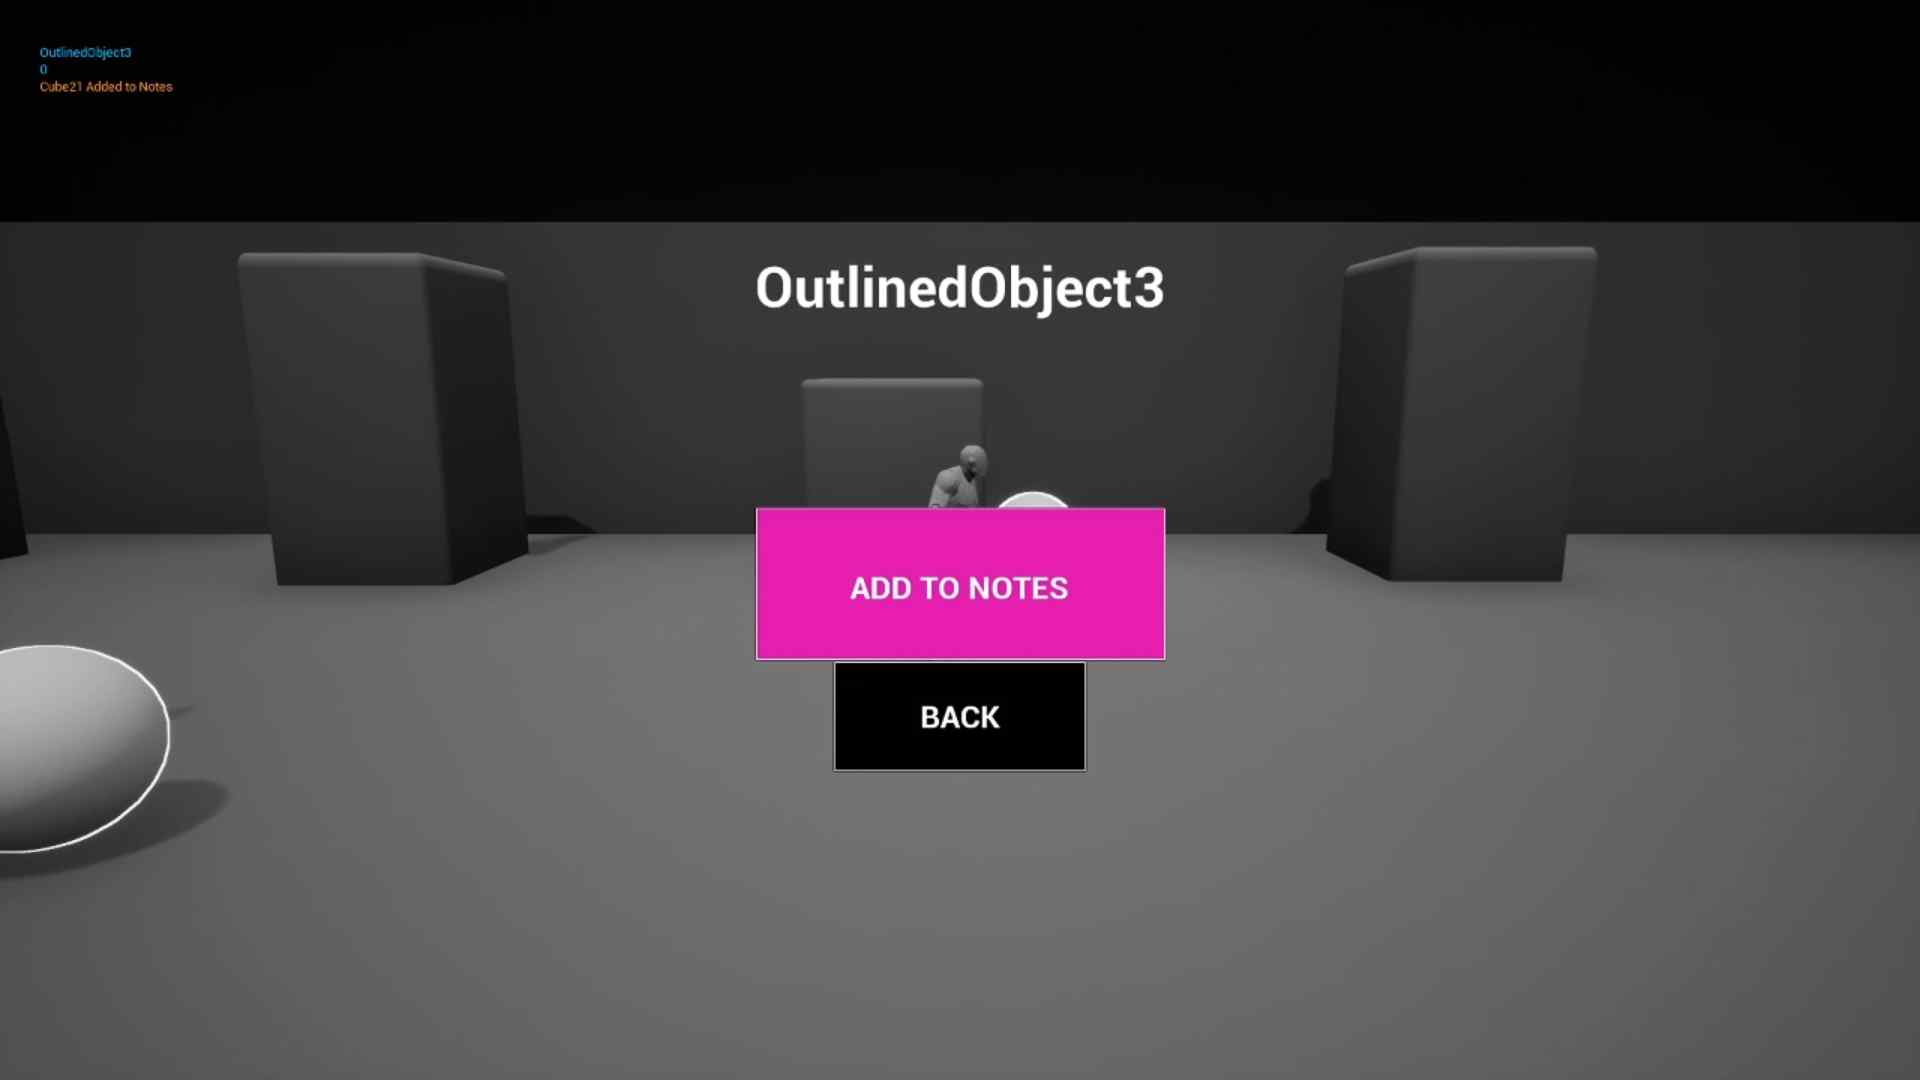 OutlinedObject3
0
Cube21 Added to Notes
OutlinedObject3
ADD TO NOTES
BACK